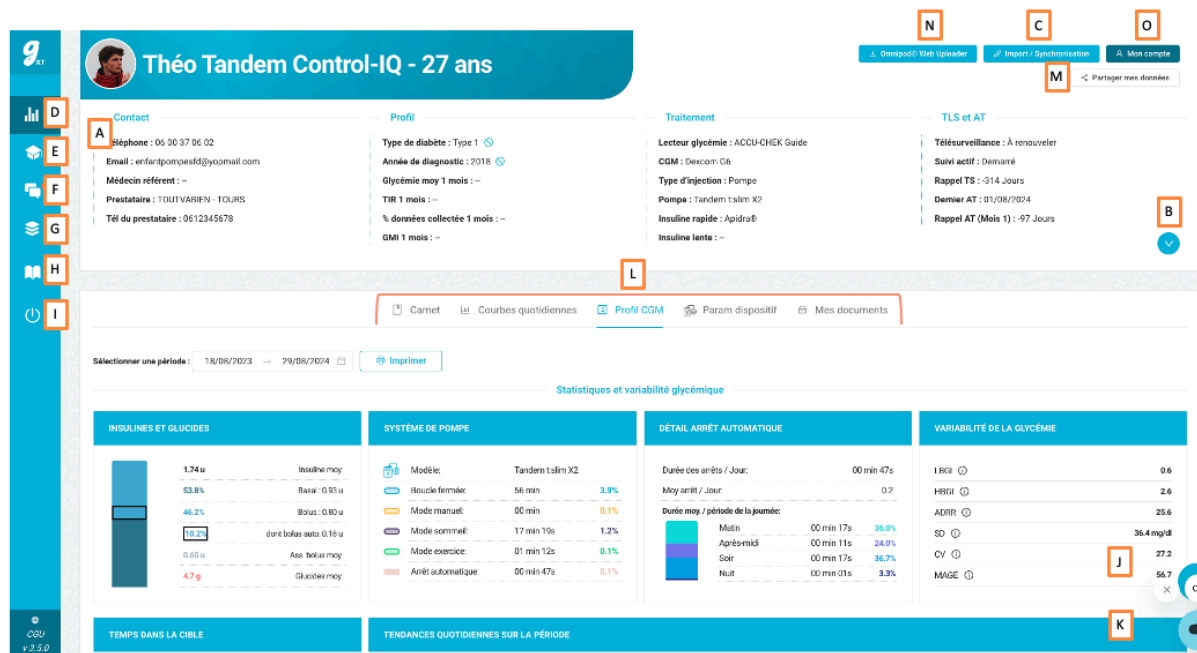 N
C
O
g
XT
Théo Tandem Control-IQ - 27 ans
Omnipod® Web Uploader
Import / Synchronisation
Mon compte
M
Partager mes données
D
E
F
G
H
I
A
Contact
Téléphone : 06 00 37 06 02
Email : enfantpompesfd@yopmail.com
Médecin référent : –
Prestataire : TOUTVABIEN - TOURS
Tél du prestataire : 0612345678
Profil
Type de diabète : Type 1
Année de diagnostic : 2018
Glycémie moy 1 mois : --
TIR 1 mois : --
% données collectée 1 mois : --
GMI 1 mois : --
Traitement
Lecteur glycémie : ACCU-CHEK Guide
CGM : Dexcom G6
Type d'injection : Pompe
Pompe : Tandem t:slim X2
Insuline rapide : Apidra®
Insuline lente : --
TLS et AT
Télésurveillance : À renouveler
Suivi actif : Demarré
Rappel TS : -314 Jours
Dernier AT : 01/08/2024
Rappel AT (Mois 1) : -97 Jours
B
L
Carnet
Courbes quotidiennes
Profil CGM
Param dispositif
Mes documents
Sélectionner une période :
18/08/2023 → 29/08/2024
Imprimer
Statistiques et variabilité glycémique
INSULINES ET GLUCIDES
1.74 u Insuline moy.
53.8% Basal : 0.93 u
46.2% Bolus : 0.80 u
10.2% dont bolus auto: 0.18 u
0.60 u Ass. bolus moy.
4.7 g Glucides moy.
SYSTÈME DE POMPE
Modèle: Tandem t:slim X2
Boucle fermée: 56 min 3.9%
Mode manuel: 00 min 0.1%
Mode sommeil: 17 min 19s 1.2%
Mode exercice: 01 min 12s 0.1%
Arrêt automatique: 00 min 47s 0.1%
DÉTAIL ARRÊT AUTOMATIQUE
Durée des arrêts / Jour: 00 min 47s
Moy arrêt / Jour: 0.2
Durée moy. / période de la journée:
Matin 00 min 17s 36.0%
Après-midi 00 min 11s 24.0%
Soir 00 min 17s 36.7%
Nuit 00 min 01s 3.3%
VARIABILITÉ DE LA GLYCÉMIE
LBGI 0.6
HBGI 2.6
ADRR 25.6
SD 36.4 mg/dl
CV 27.2
MAGE 56.7
J
K
TEMPS DANS LA CIBLE
TENDANCES QUOTIDIENNES SUR LA PÉRIODE
CGU
v 3.5.0